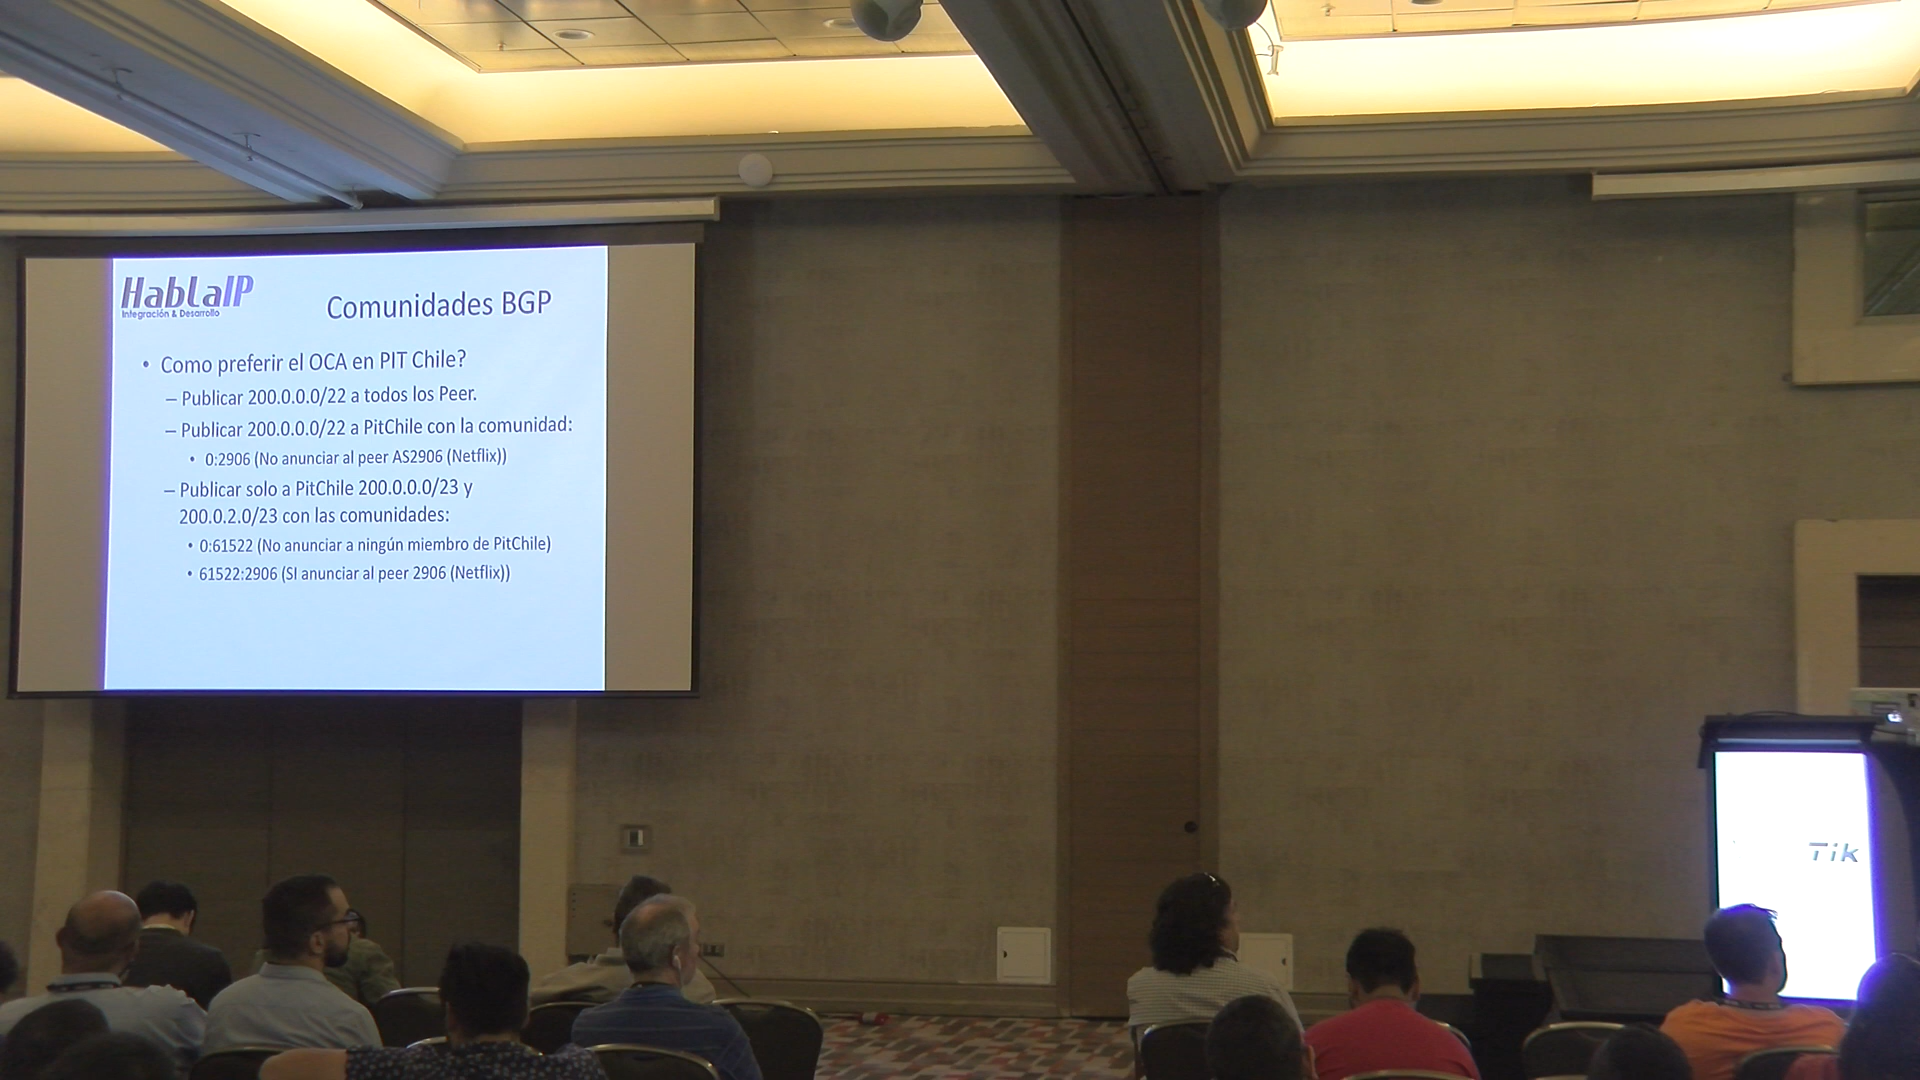 HablaIP
Integración & Desarrollo
Comunidades BGP
• Como preferir el OCA en PIT Chile?
– Publicar 200.0.0.0/22 a todos los Peer.
– Publicar 200.0.0.0/22 a PitChile con la comunidad:
• 0:2906 (No anunciar al peer AS2906 (Netflix))
– Publicar solo a PitChile 200.0.0.0/23 y
200.0.2.0/23 con las comunidades:
• 0:61522 (No anunciar a ningún miembro de PitChile)
• 61522:2906 (SI anunciar al peer 2906 (Netflix))
Tik